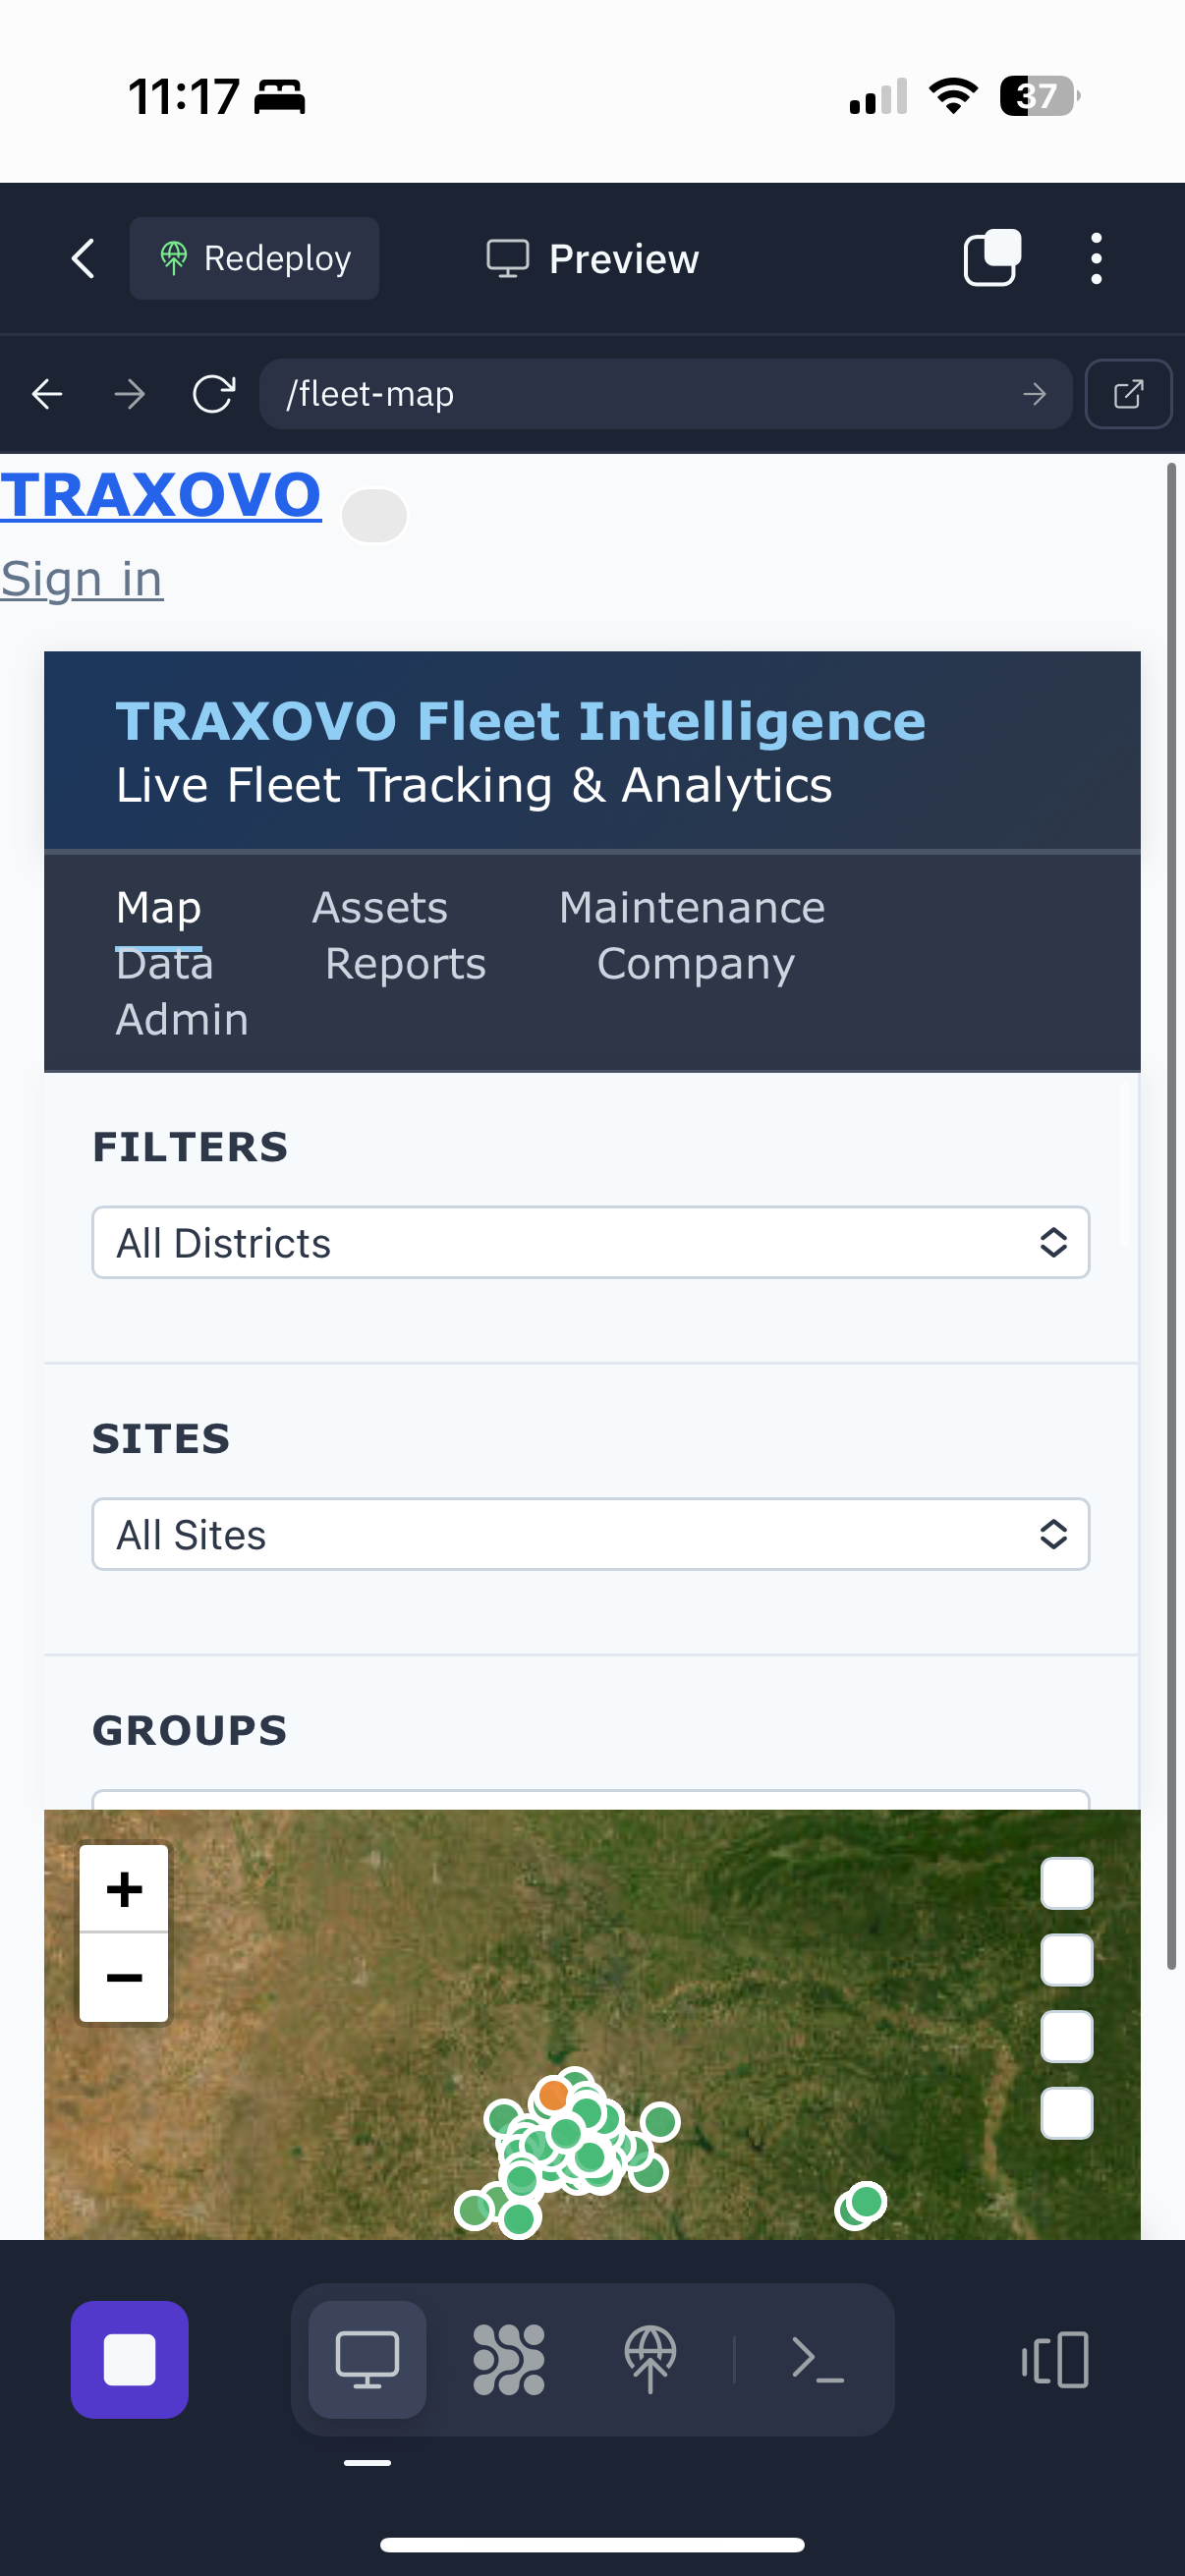 11:17
37
Redeploy
Preview
/fleet-map
TRAXOVO
Sign in
TRAXOVO Fleet Intelligence
Live Fleet Tracking & Analytics
Map Assets Maintenance
Data Reports Company
Admin
FILTERS
All Districts
SITES
All Sites
GROUPS
+
−